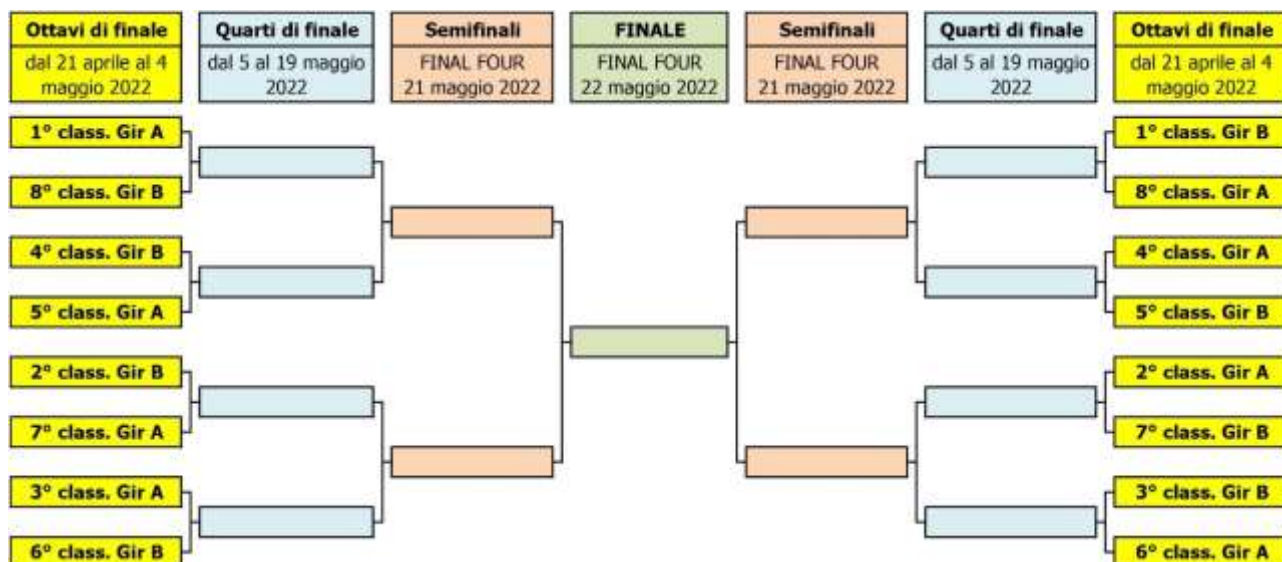 Ottavi di finale
dal 21 aprile al 4
maggio 2022
Quarti di finale
dal 5 al 19 maggio
2022
Semifinali
FINAL FOUR
21 maggio 2022
FINALE
FINAL FOUR
22 maggio 2022
Semifinali
FINAL FOUR
21 maggio 2022
Quarti di finale
dal 5 al 19 maggio
2022
Ottavi di finale
dal 21 aprile al 4
maggio 2022
1° class. Gir A
8° class. Gir B
4° class. Gir B
5° class. Gir A
2° class. Gir B
7° class. Gir A
3° class. Gir A
6° class. Gir B
1° class. Gir B
8° class. Gir A
4° class. Gir A
5° class. Gir B
2° class. Gir A
7° class. Gir B
3° class. Gir B
6° class. Gir A